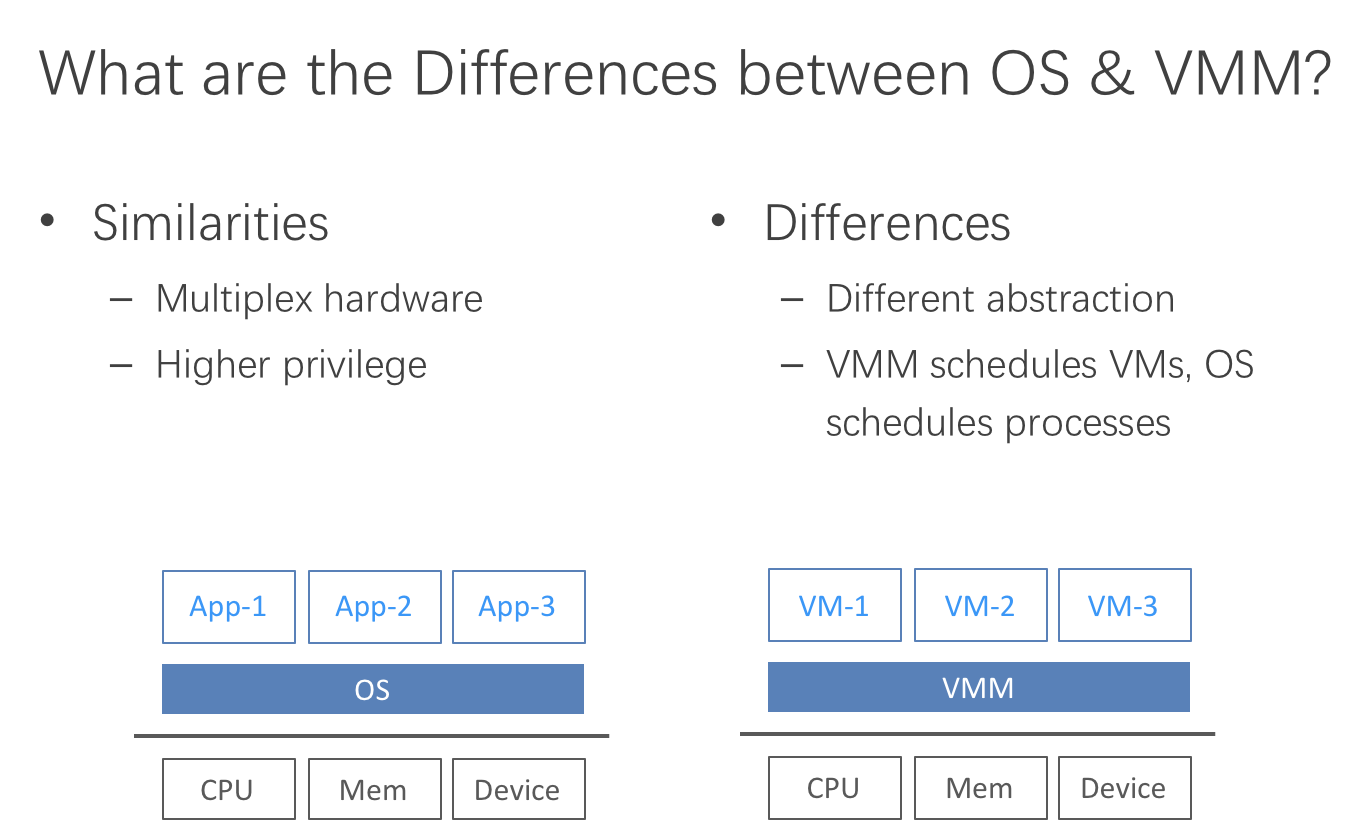 What are the Differences between OS & VMM?
• Similarities
– Multiplex hardware
– Higher privilege
• Differences
– Different abstraction
– VMM schedules VMs, OS
schedules processes
App-1 App-2 App-3
OS
CPU Mem Device
VM-1 VM-2 VM-3
VMM
CPU Mem Device